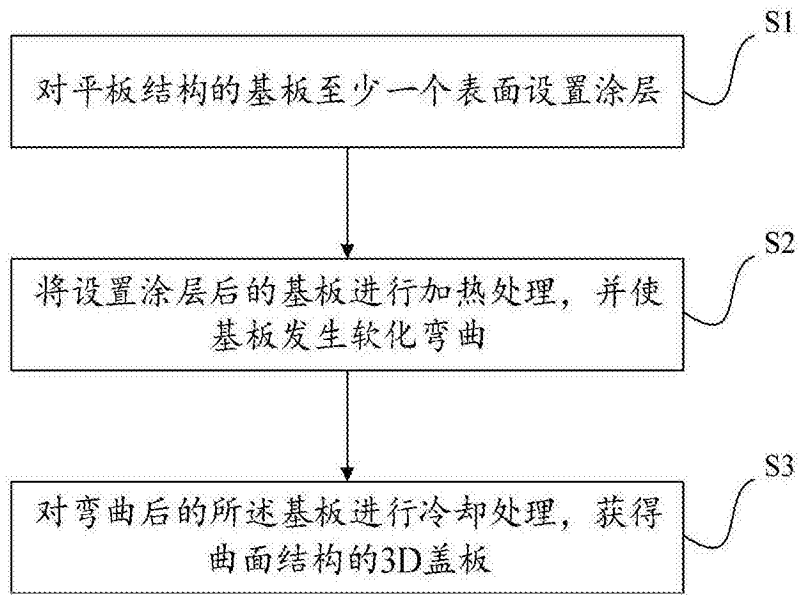 S1
对平板结构的基板至少一个表面设置涂层
S2
将设置涂层后的基板进行加热处理，并使
基板发生软化弯曲
S3
对弯曲后的所述基板进行冷却处理，获得
曲面结构的3D盖板